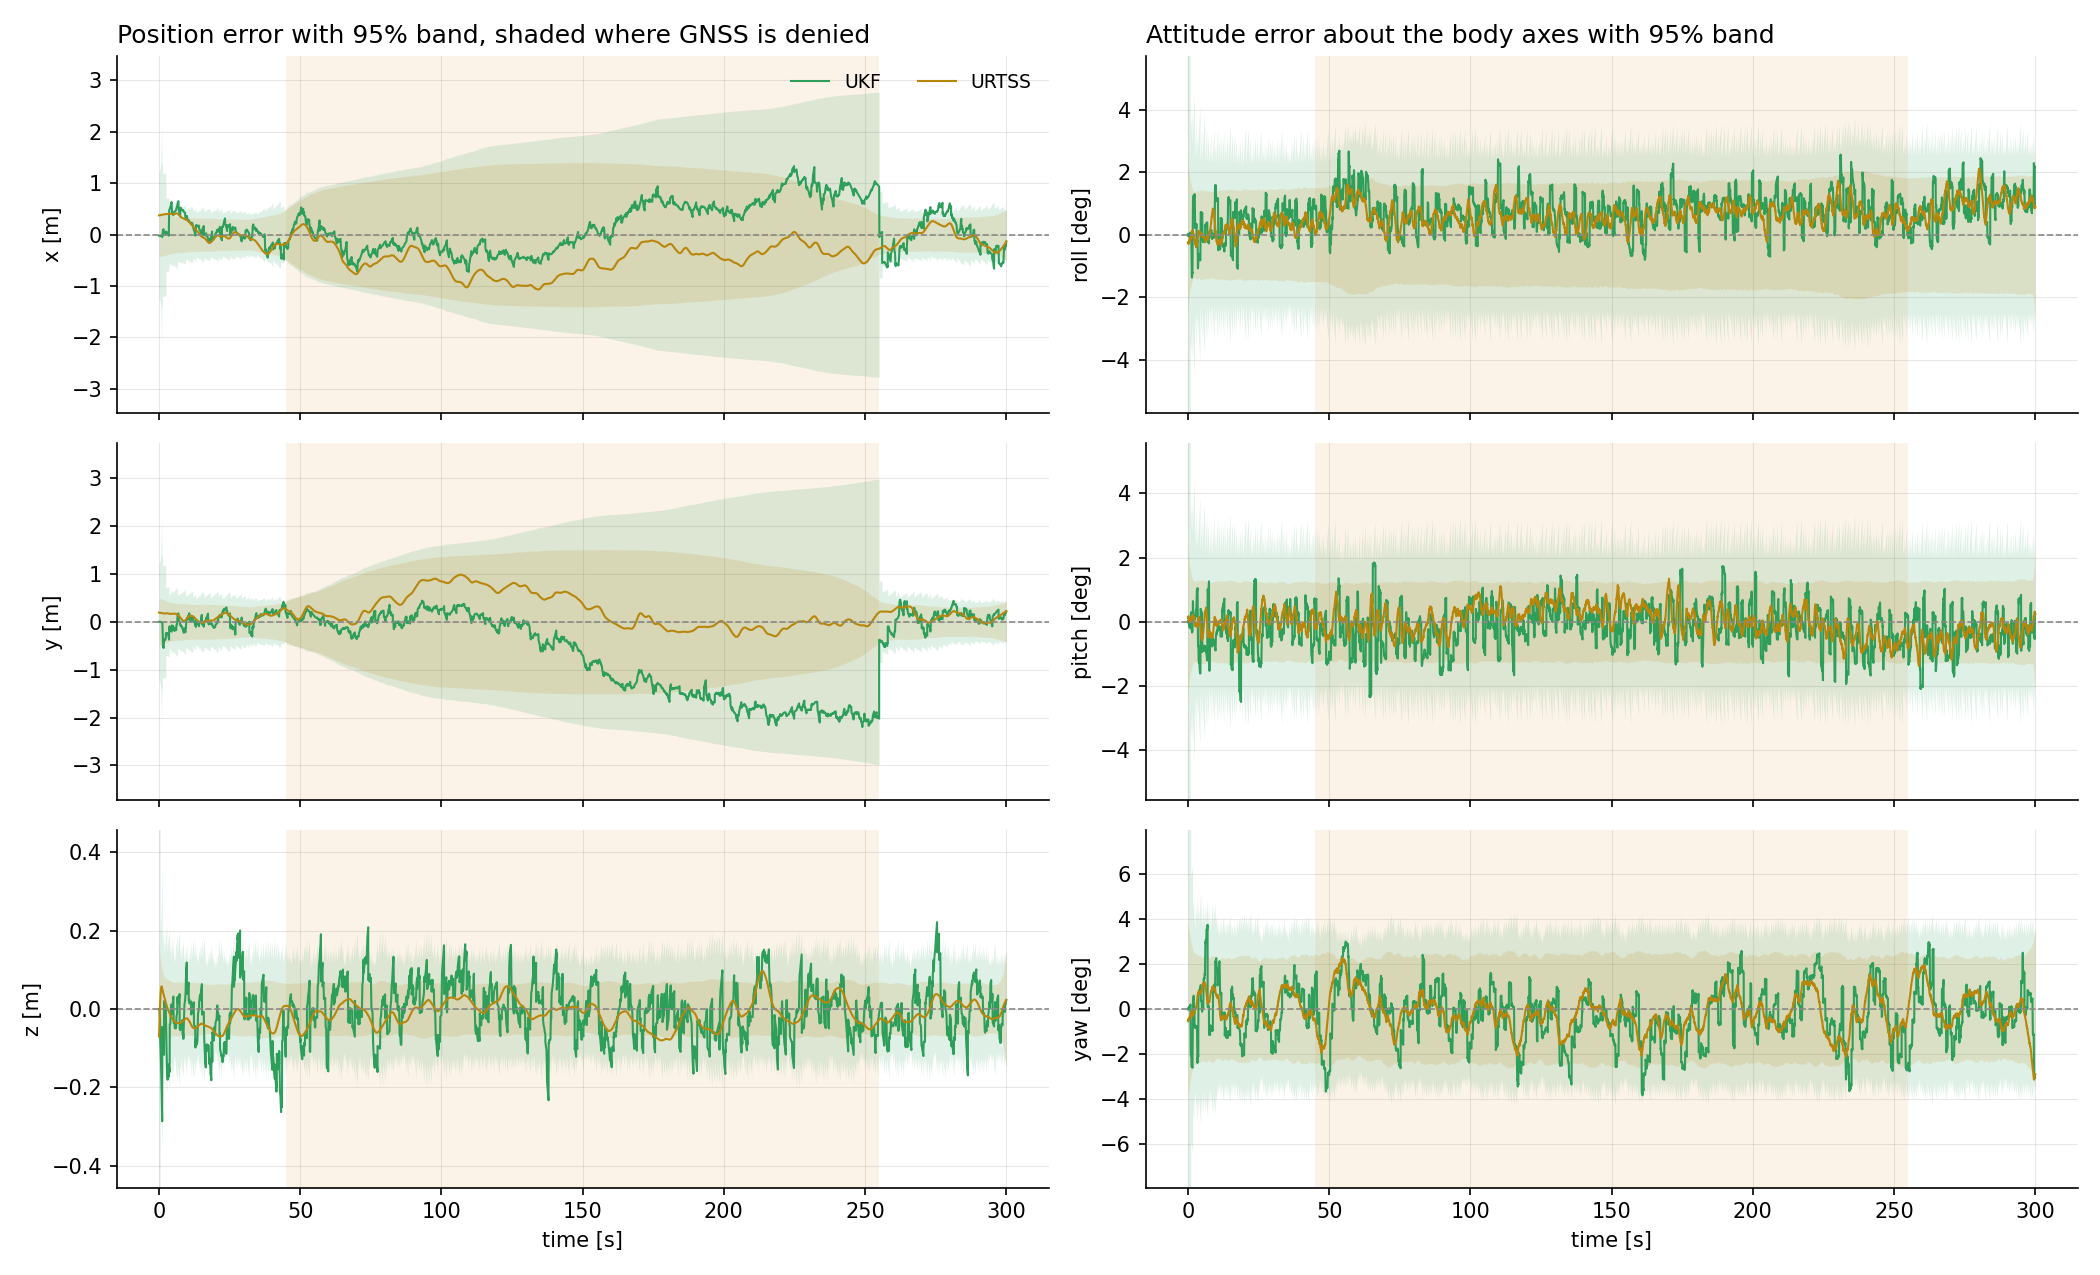 Position error with 95% band, shaded where GNSS is denied
UKF URTSS
3
2
1
0
−1
−2
−3
x [m]
3
2
1
0
−1
−2
−3
y [m]
0.4
0.2
0.0
−0.2
−0.4
z [m]
0 50 100 150 200 250 300
time [s]
Attitude error about the body axes with 95% band
4
2
0
−2
−4
roll [deg]
4
2
0
−2
−4
pitch [deg]
6
4
2
0
−2
−4
−6
yaw [deg]
0 50 100 150 200 250 300
time [s]